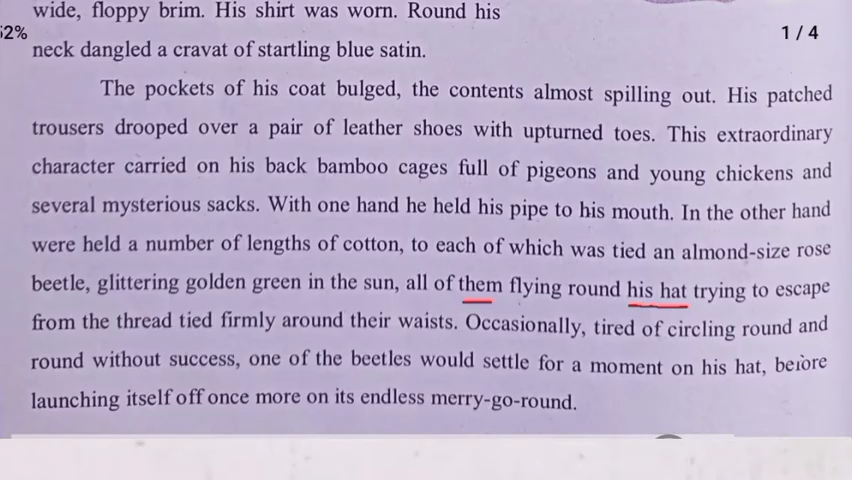 wide, floppy brim. His shirt was worn. Round his
52%
1 / 4
neck dangled a cravat of startling blue satin.
The pockets of his coat bulged, the contents almost spilling out. His patched
trousers drooped over a pair of leather shoes with upturned toes. This extraordinary
character carried on his back bamboo cages full of pigeons and young chickens and
several mysterious sacks. With one hand he held his pipe to his mouth. In the other hand
were held a number of lengths of cotton, to each of which was tied an almond-size rose
beetle, glittering golden green in the sun, all of them flying round his hat trying to escape
from the thread tied firmly around their waists. Occasionally, tired of circling round and
round without success, one of the beetles would settle for a moment on his hat, before
launching itself off once more on its endless merry-go-round.